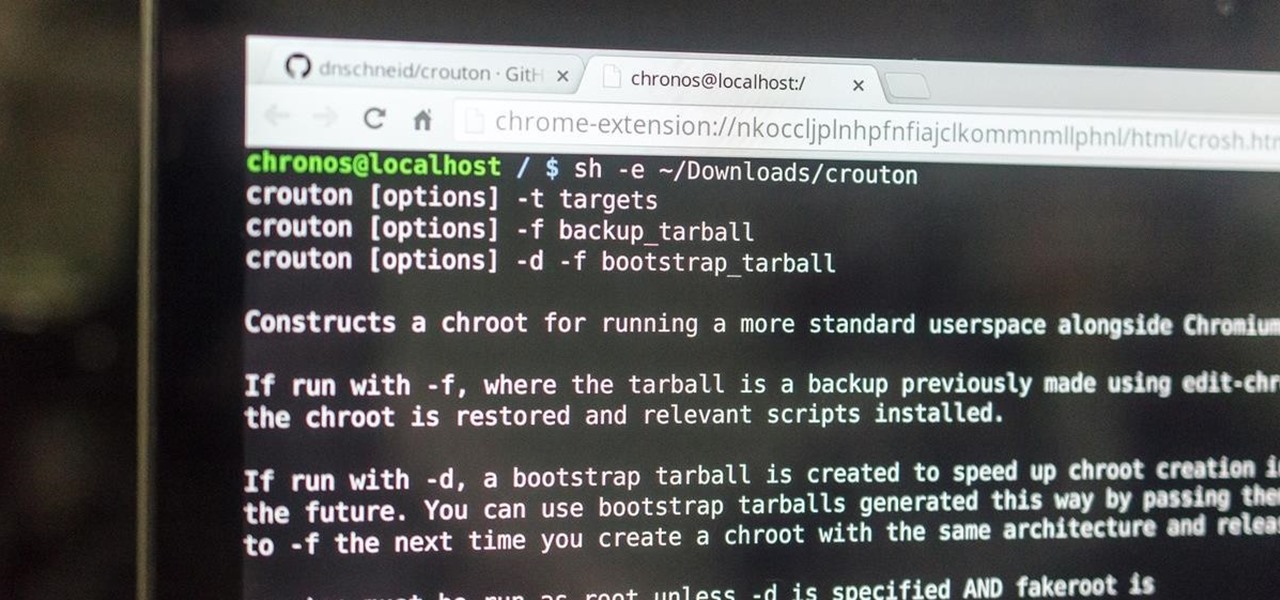 dnschneid/crouton · GitH
chronos@localhost:/
chrome-extension://nkoccljplnhpfnfiajclkommnmllphnl/html/crosh.htm
chronos@localhost / $ sh -e ~/Downloads/crouton
crouton [options] -t targets
crouton [options] -f backup_tarball
crouton [options] -d -f bootstrap_tarball
Constructs a chroot for running a more standard userspace alongside Chromium
If run with -f, where the tarball is a backup previously made using edit-chr
the chroot is restored and relevant scripts installed.
If run with -d, a bootstrap tarball is created to speed up chroot creation in
the future. You can use bootstrap tarballs generated this way by passing the
to -f the next time you create a chroot with the same architecture and relea
must be run as root unless -d is specified AND fakeroot is